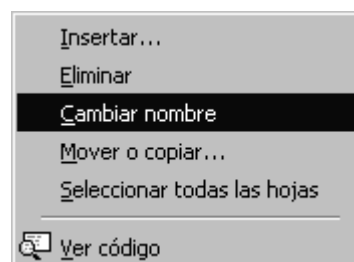 Insertar...
Eliminar
Cambiar nombre
Mover o copiar...
Seleccionar todas las hojas
Ver código